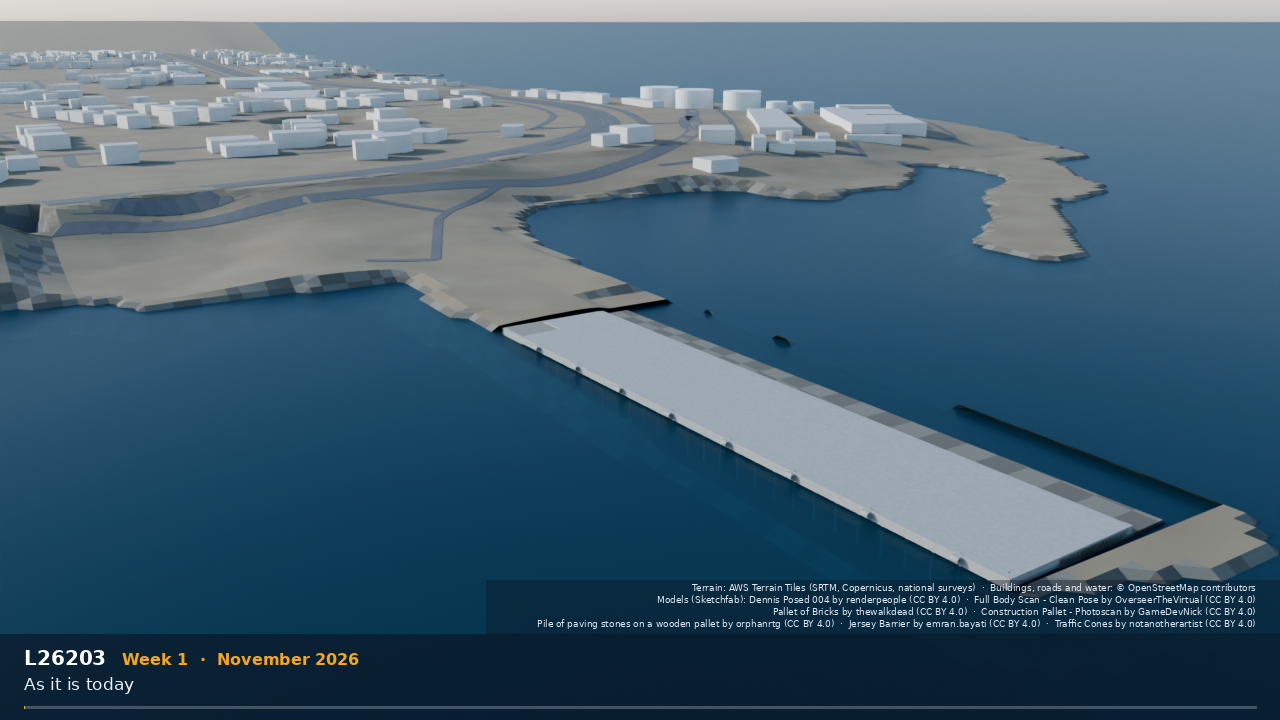 Terrain: AWS Terrain Tiles (SRTM, Copernicus, national surveys)  ·  Buildings, roads and water: © OpenStreetMap contributors
Models (Sketchfab): Dennis Posed 004 by renderpeople (CC BY 4.0)  ·  Full Body Scan - Clean Pose by OverseerTheVirtual (CC BY 4.0)
Pallet of Bricks by thewalkdead (CC BY 4.0)  ·  Construction Pallet - Photoscan by GameDevNick (CC BY 4.0)
Pile of paving stones on a wooden pallet by orphanrtg (CC BY 4.0)  ·  Jersey Barrier by emran.bayati (CC BY 4.0)  ·  Traffic Cones by notanotherartist (CC BY 4.0)
L26203  Week 1  ·  November 2026
As it is today